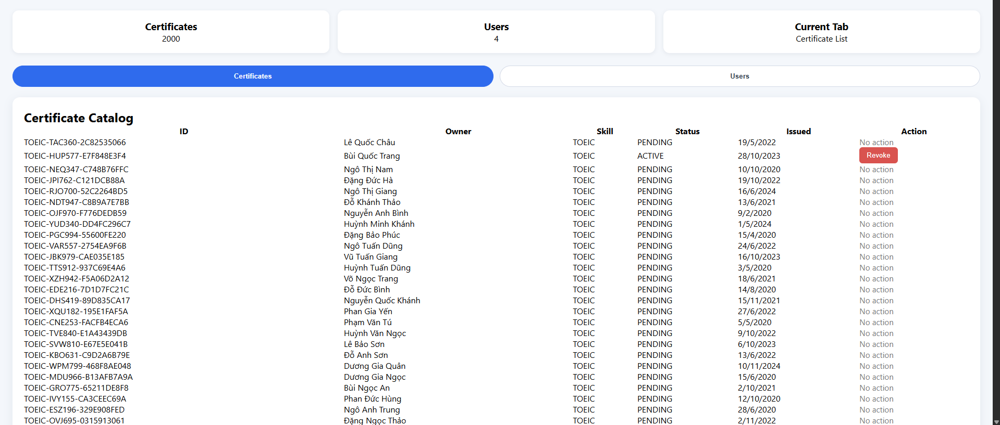 Certificates
2000
Users
4
Current Tab
Certificate List
Certificates
Users
Certificate Catalog
ID Owner Skill Status Issued Action
TOEIC-TAC360-2C82535066 Lê Quốc Châu TOEIC PENDING 19/5/2022 No action
TOEIC-HUP577-E7F848E3F4 Bùi Quốc Trang TOEIC ACTIVE 28/10/2023 Revoke
TOEIC-NEQ347-C748B76FFC Ngô Thị Nam TOEIC PENDING 10/10/2020 No action
TOEIC-JPI762-C121DCB88A Đặng Đức Hà TOEIC PENDING 19/10/2022 No action
TOEIC-RJO700-52C2264BD5 Ngô Thị Giang TOEIC PENDING 16/6/2024 No action
TOEIC-NDT947-C8B9A7E7BB Đỗ Khánh Thảo TOEIC PENDING 13/6/2021 No action
TOEIC-OJF970-F776DEDB59 Nguyễn Anh Bình TOEIC PENDING 9/2/2020 No action
TOEIC-YUD340-DD4FC296C7 Huỳnh Minh Khánh TOEIC PENDING 1/5/2024 No action
TOEIC-PGC994-55600FE220 Đặng Bảo Phúc TOEIC PENDING 15/4/2020 No action
TOEIC-VAR557-2754EA9F6B Ngô Tuấn Dũng TOEIC PENDING 24/6/2022 No action
TOEIC-JBK979-CAE035E185 Vũ Tuấn Giang TOEIC PENDING 16/10/2023 No action
TOEIC-TTS912-937C69E4A6 Huỳnh Tuấn Dũng TOEIC PENDING 3/5/2020 No action
TOEIC-XZH942-F5A06D2A12 Võ Ngọc Trang TOEIC PENDING 18/6/2021 No action
TOEIC-EDE216-7D1D7FC21C Đỗ Đức Bình TOEIC PENDING 14/8/2020 No action
TOEIC-DHS419-89D835CA17 Nguyễn Quốc Khánh TOEIC PENDING 15/11/2021 No action
TOEIC-XQU182-195E1FAF5A Phan Gia Yến TOEIC PENDING 27/6/2022 No action
TOEIC-CNE253-FACFB4ECA6 Phạm Văn Tú TOEIC PENDING 5/5/2020 No action
TOEIC-TVE840-E1A43439DB Huỳnh Văn Ngọc TOEIC PENDING 9/10/2022 No action
TOEIC-SVW810-E67E5E041B Lê Bảo Sơn TOEIC PENDING 6/10/2023 No action
TOEIC-KBO631-C9D2A6B79E Đỗ Anh Sơn TOEIC PENDING 13/6/2022 No action
TOEIC-WPM799-468F8AE048 Dương Gia Quân TOEIC PENDING 10/11/2024 No action
TOEIC-MDU966-B13AFB7A9A Dương Gia Ngọc TOEIC PENDING 15/6/2020 No action
TOEIC-GRO775-65211DE8F8 Bùi Ngọc An TOEIC PENDING 2/10/2021 No action
TOEIC-IVY155-CA3CEEC69A Phan Đức Hùng TOEIC PENDING 12/10/2020 No action
TOEIC-ESZ196-329E908FED Ngô Anh Trung TOEIC PENDING 28/6/2020 No action
TOEIC-OVJ695-0315913061 Đặng Ngọc Thảo TOEIC PENDING 2/11/2022 No action